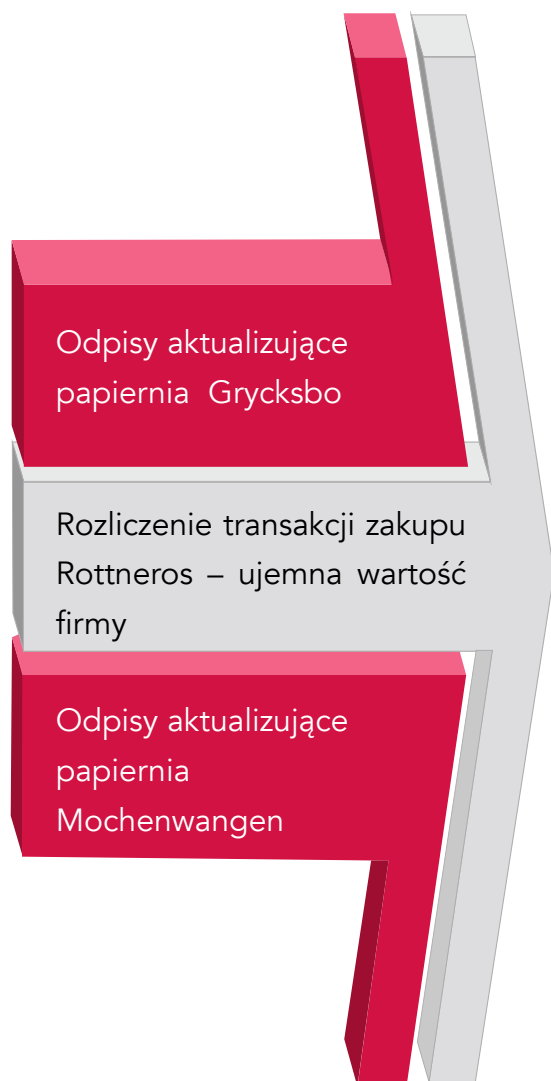 Odpisy aktualizujące
papiernia Grycksbo
Rozliczenie transakcji zakupu
Rottneros – ujemna wartość
firmy
Odpisy aktualizujące
papiernia
Mochenwangen